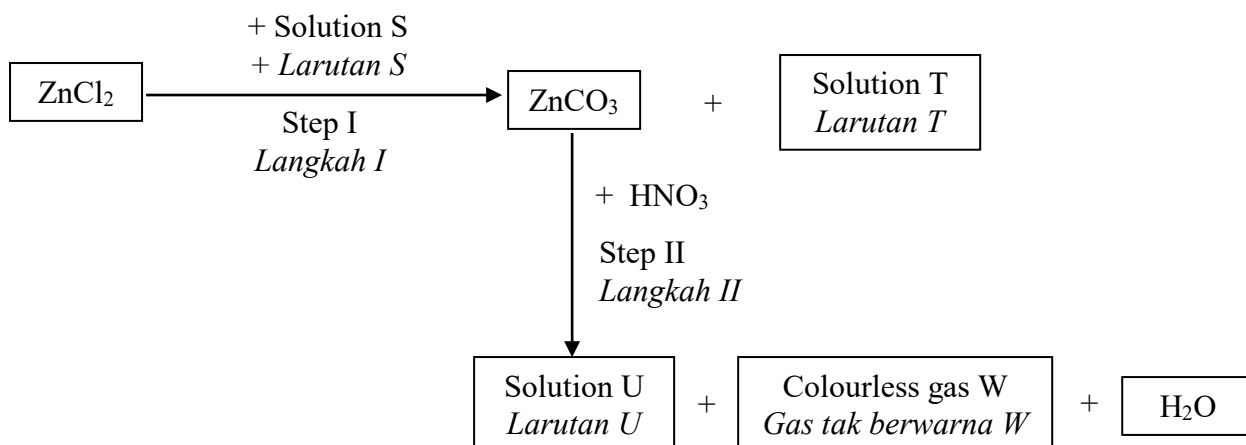 + Solution S
+ Larutan S
ZnCl₂
Step I
Langkah I
ZnCO₃
+
Solution T
Larutan T
+ HNO₃
Step II
Langkah II
Solution U
Larutan U
+
Colourless gas W
Gas tak berwarna W
+
H₂O